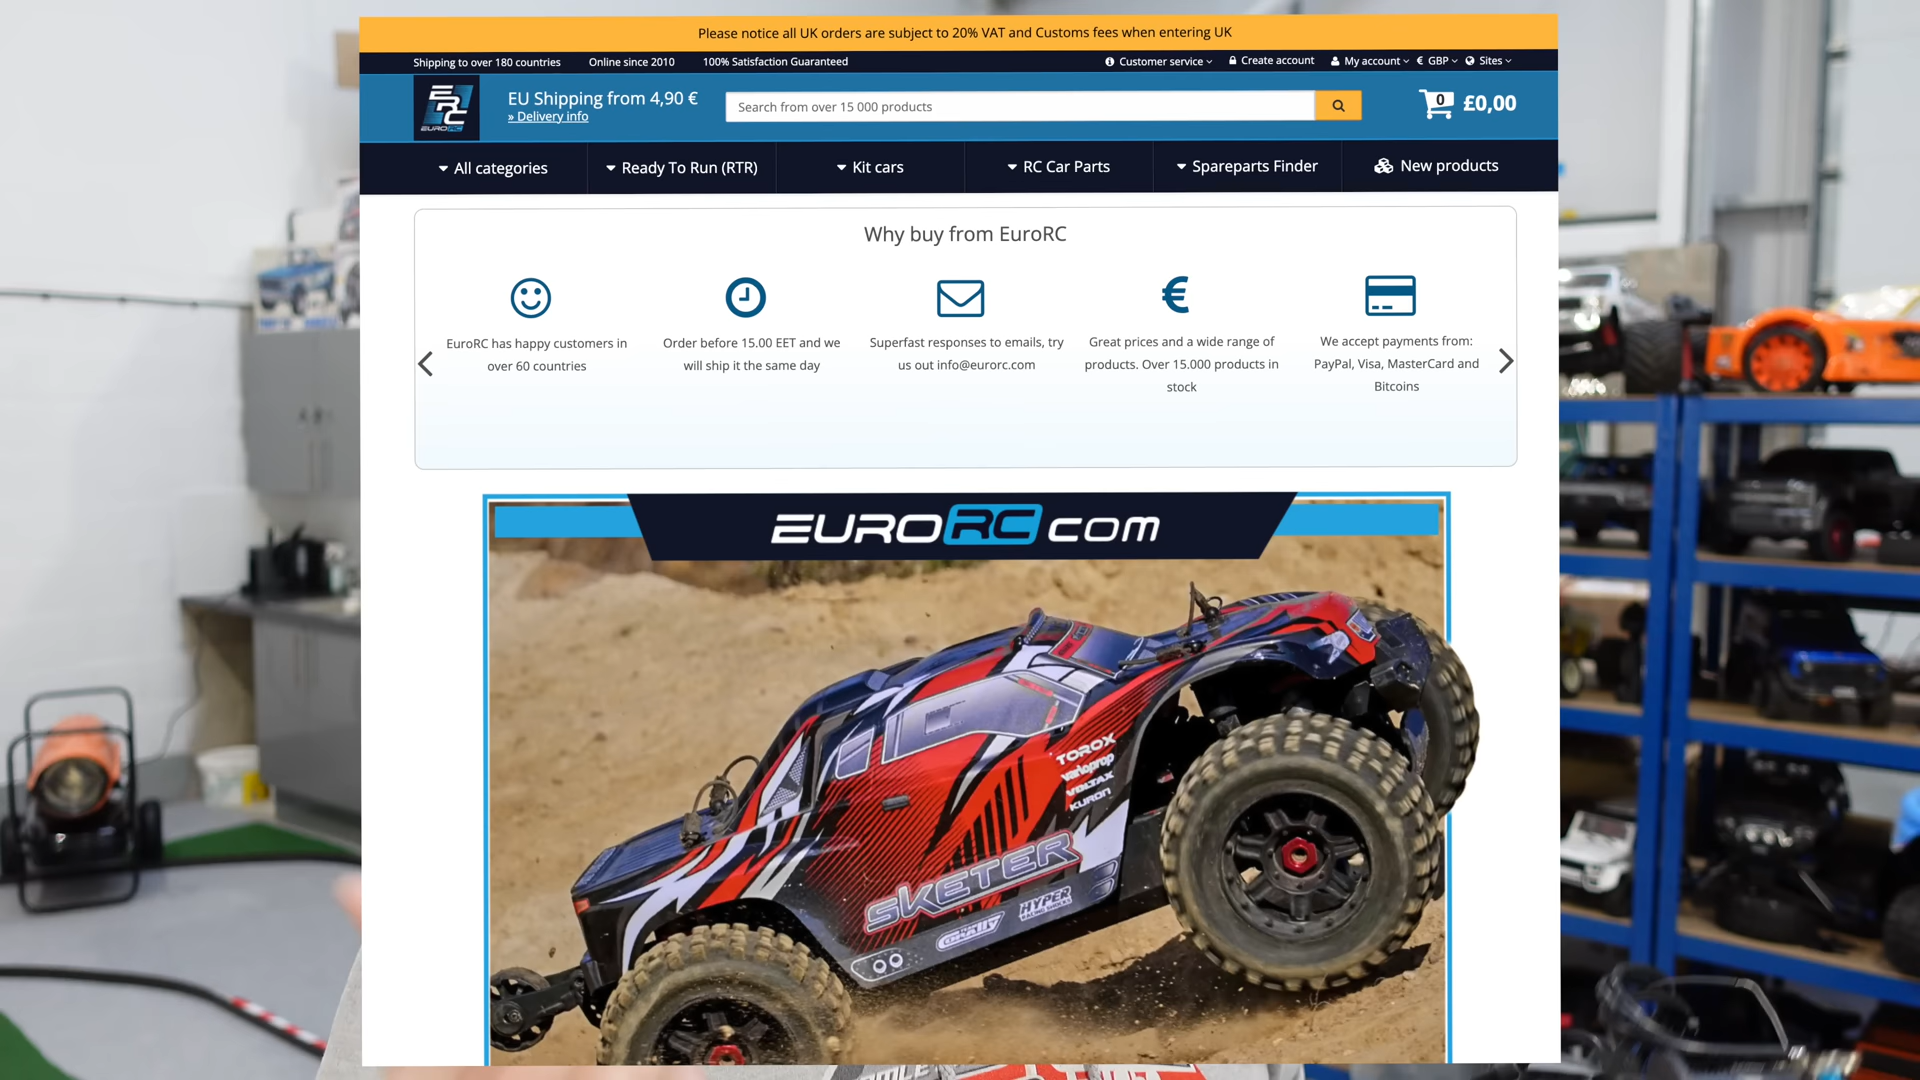 Please notice all UK orders are subject to 20% VAT and Customs fees when entering UK
Shipping to over 180 countries
Online since 2010
100% Satisfaction Guaranteed
Customer service
Create account
My account
€ GBP
Sites
ERC
EURORC
EU Shipping from 4,90 €
» Delivery info
Search from over 15 000 products
0
£0,00
All categories
Ready To Run (RTR)
Kit cars
RC Car Parts
Spareparts Finder
New products
Why buy from EuroRC
€
EuroRC has happy customers in
over 60 countries
Order before 15.00 EET and we
will ship it the same day
Superfast responses to emails, try
us out info@eurorc.com
Great prices and a wide range of
products. Over 15.000 products in
stock
We accept payments from:
PayPal, Visa, MasterCard and
Bitcoins
EURORC.COM
TOROX
varioprop
VOLTAX
KURON
SKETER
HYPER
CORALLY